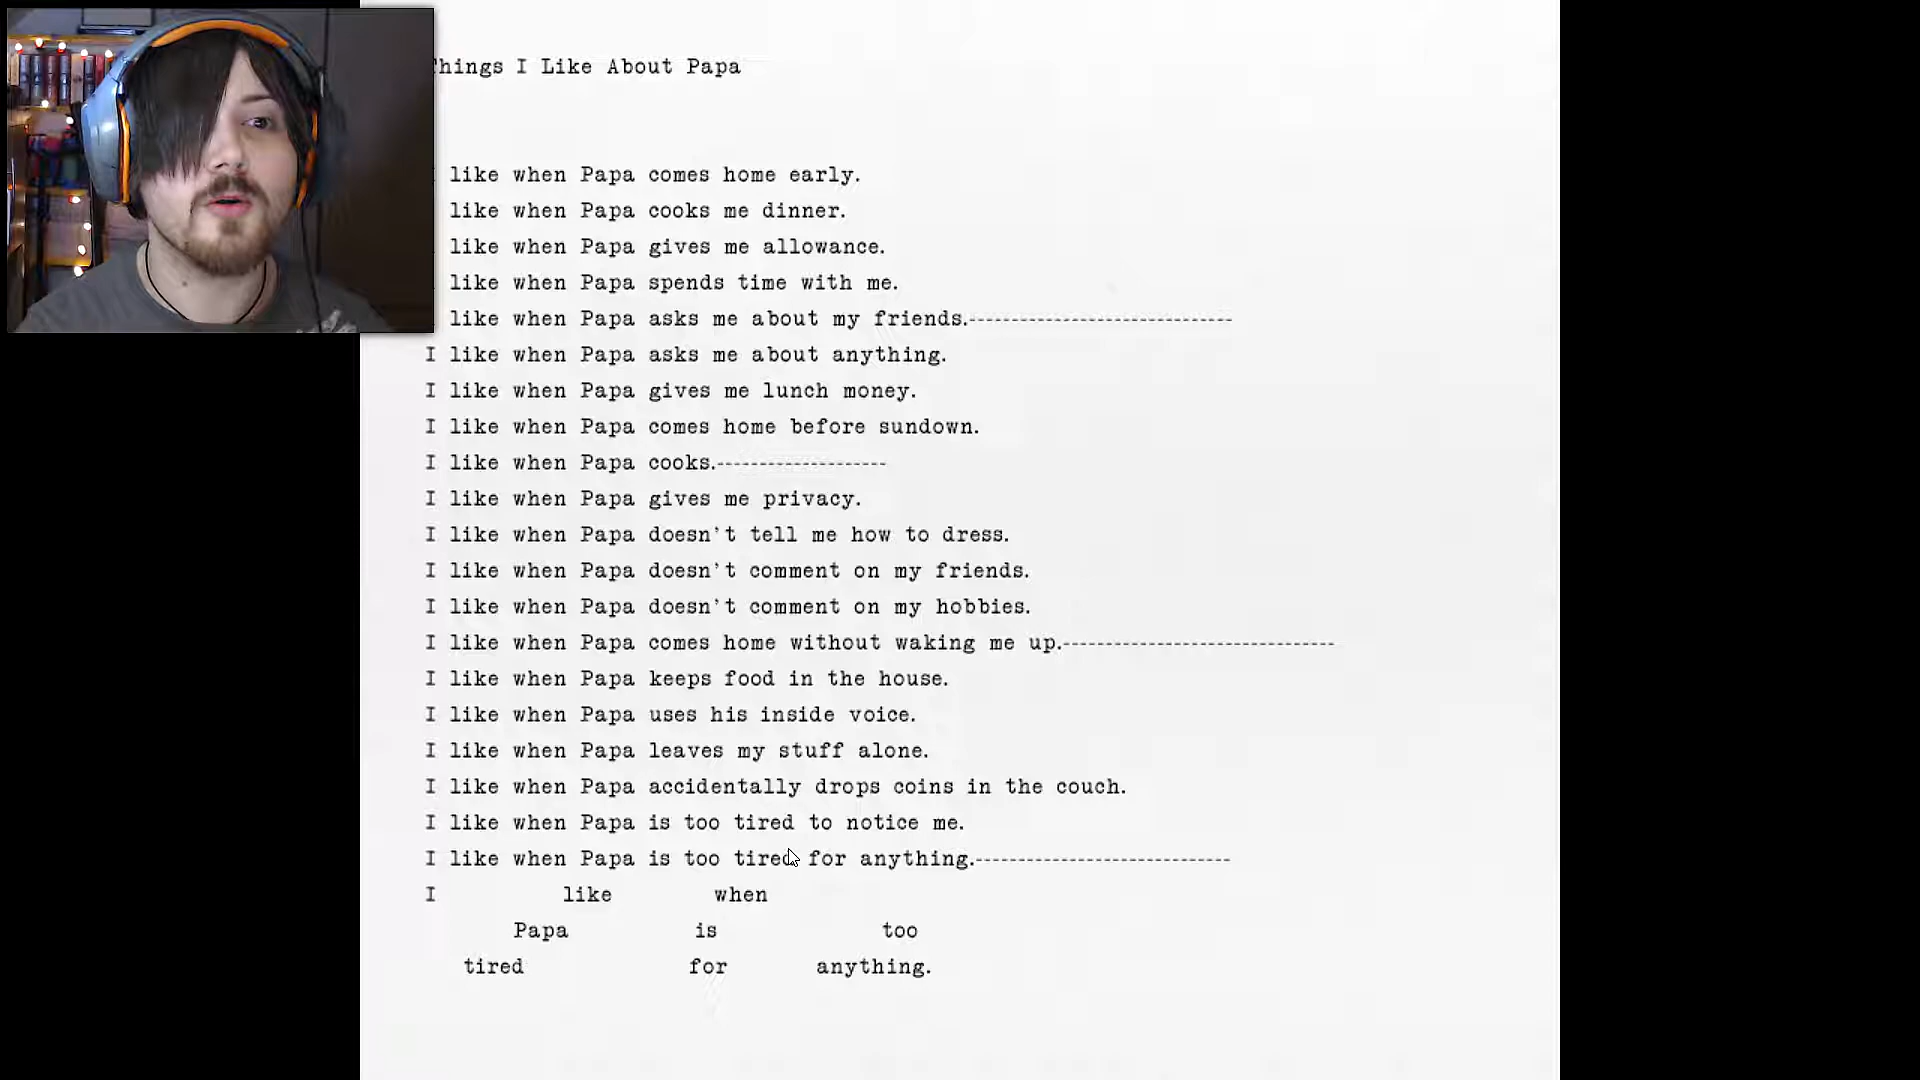 Things I Like About Papa
I like when Papa comes home early.
like when Papa cooks me dinner.
like when Papa gives me allowance.
like when Papa spends time with me.
like when Papa asks me about my friends.-------------------------------
I like when Papa asks me about anything.
I like when Papa gives me lunch money.
I like when Papa comes home before sundown.
I like when Papa cooks.--------------------
I like when Papa gives me privacy.
I like when Papa doesn't tell me how to dress.
I like when Papa doesn't comment on my friends.
I like when Papa doesn't comment on my hobbies.
I like when Papa comes home without waking me up.--------------------------------
I like when Papa keeps food in the house.
I like when Papa uses his inside voice.
I like when Papa leaves my stuff alone.
I like when Papa accidentally drops coins in the couch.
I like when Papa is too tired to notice me.
I like when Papa is too tired for anything.------------------------------
I like when
Papa is too
tired for anything.